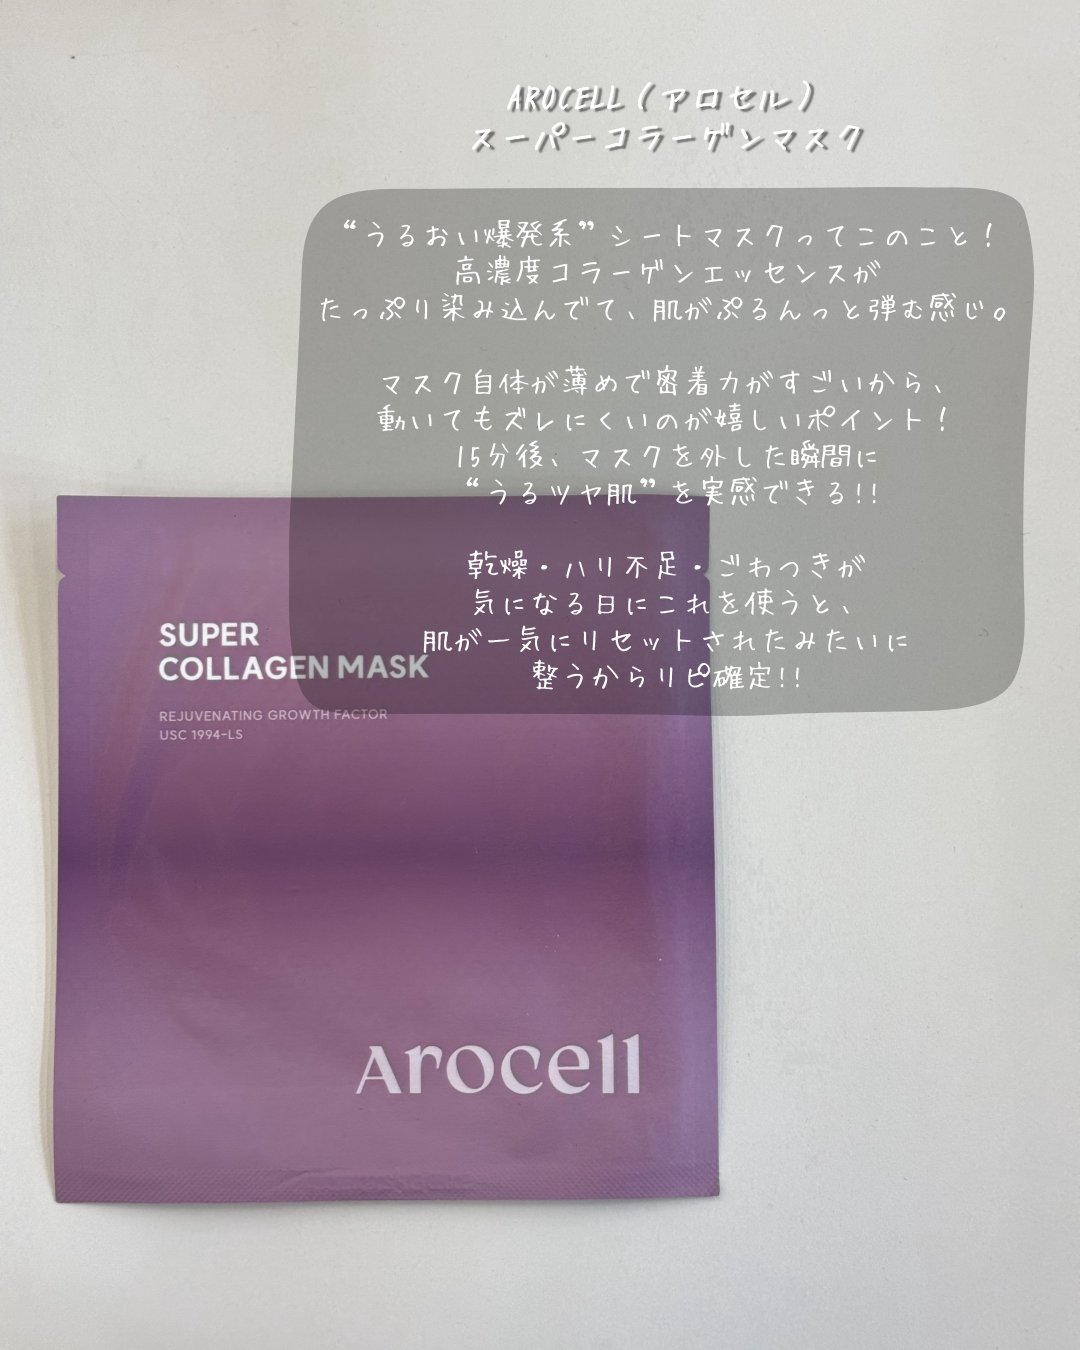 AROCELL（アロセル）
スーパーコラーゲンマスク
“うるおい爆発系”シートマスクってこのこと！
高濃度コラーゲンエッセンスが
たっぷり染み込んでて、肌がぷるんっと弾む感じ。
マスク自体が薄めで密着力がすごいから、
動いてもズレにくいのが嬉しいポイント！
15分後、マスクを外した瞬間に
“うるツヤ肌”を実感できる!!
乾燥・ハリ不足・ごわつきが
気になる日にこれを使うと、
肌が一気にリセットされたみたいに
整うからリピ確定!!
SUPER
COLLAGEN MASK
REJUVENATING GROWTH FACTOR
USC 1994-LS
Arocell